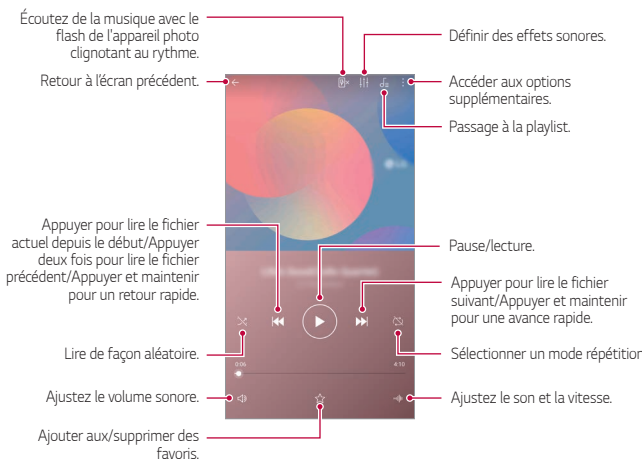 Écoutez de la musique avec le
flash de l'appareil photo
clignotant au rythme.
Retour à l'écran précédent.
Définir des effets sonores.
Accéder aux options
supplémentaires.
Passage à la playlist.
Appuyer pour lire le fichier
actuel depuis le début/Appuyer
deux fois pour lire le fichier
précédent/Appuyer et maintenir
pour un retour rapide.
Pause/lecture.
Appuyer pour lire le fichier
suivant/Appuyer et maintenir
pour une avance rapide.
Lire de façon aléatoire.
Sélectionner un mode répétition
0:06
4:10
Ajustez le volume sonore.
Ajustez le son et la vitesse.
Ajouter aux/supprimer des
favoris.